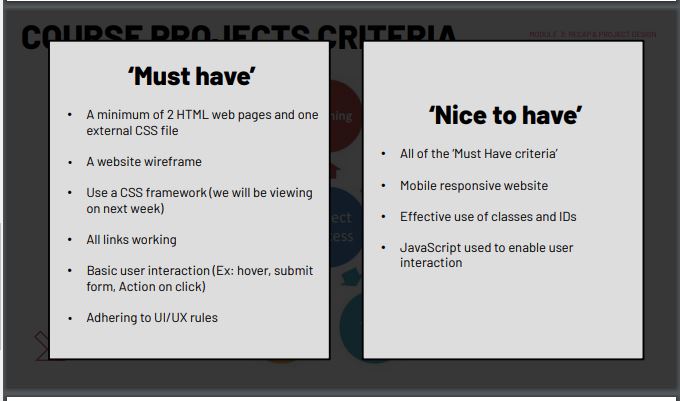 COURSE PROJECTS CRITERIA
MODULE 3: RECAP & PROJECT DESIGN
‘Must have’
• A minimum of 2 HTML web pages and one
external CSS file
• A website wireframe
• Use a CSS framework (we will be viewing
on next week)
• All links working
• Basic user interaction (Ex: hover, submit
form, Action on click)
• Adhering to UI/UX rules
‘Nice to have’
• All of the ‘Must Have criteria’
• Mobile responsive website
• Effective use of classes and IDs
• JavaScript used to enable user
interaction